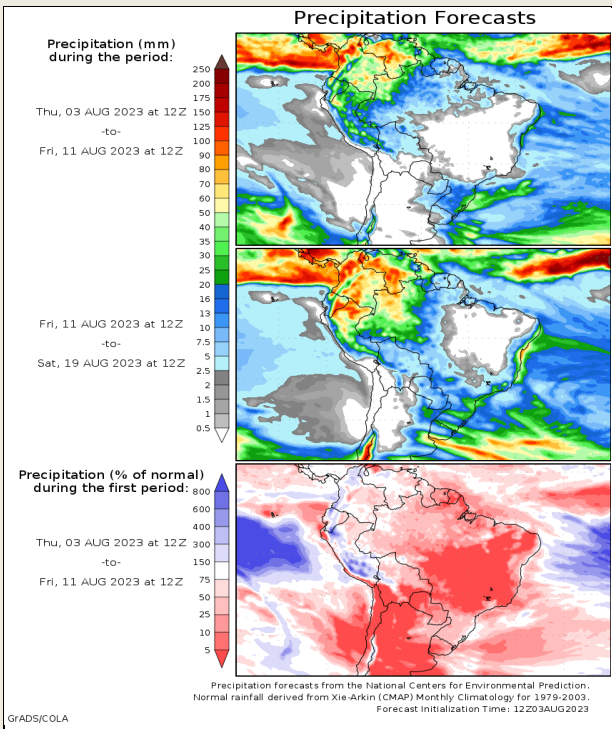 Precipitation Forecasts
Precipitation (mm)
during the period:
Thu, 03 AUG 2023 at 12Z
-to-
Fri, 11 AUG 2023 at 12Z
250
200
175
150
125
100
90
80
70
60
50
40
35
30
25
20
16
13
10
7.5
5
2.5
2
1.5
1
0.5
Fri, 11 AUG 2023 at 12Z
-to-
Sat, 19 AUG 2023 at 12Z
Precipitation (% of normal)
during the first period:
Thu, 03 AUG 2023 at 12Z
-to-
Fri, 11 AUG 2023 at 12Z
800
600
400
300
150
75
50
25
10
5
Precipitation forecasts from the National Centers for Environmental Prediction.
Normal rainfall derived from Xie-Arkin (CMAP) Monthly Climatology for 1979-2003.
Forecast Initialization Time: 12Z03AUG2023
GrADS/COLA